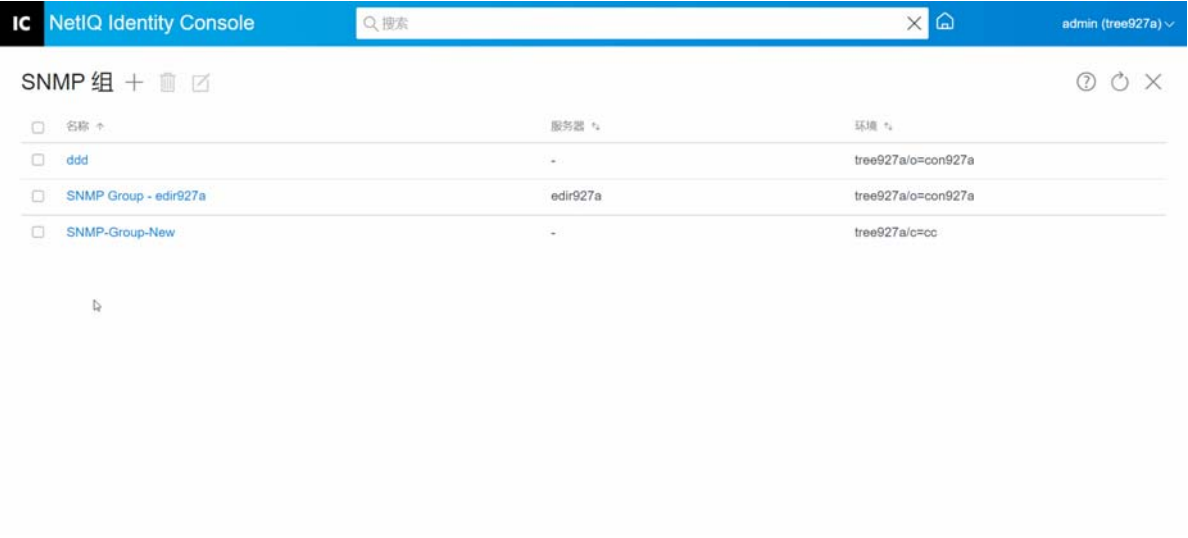 IC NetIQ Identity Console 搜索 admin (tree927a)
SNMP 组
名称 服务器 环境
ddd - tree927a/o=con927a
SNMP Group - edir927a edir927a tree927a/o=con927a
SNMP-Group-New - tree927a/c=cc